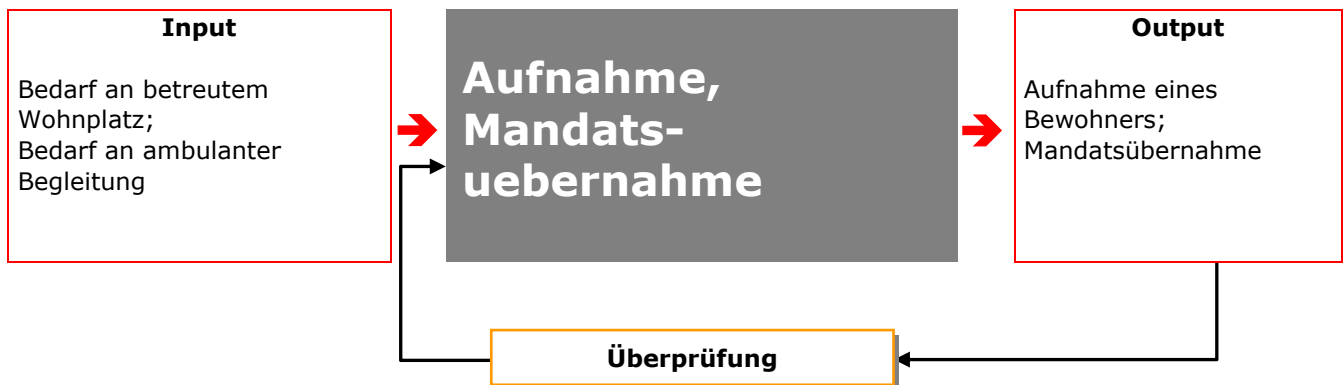 Input
Bedarf an betreutem
Wohnplatz;
Bedarf an ambulanter
Begleitung
Aufnahme,
Mandats-
uebernahme
Output
Aufnahme eines
Bewohners;
Mandatsübernahme
Überprüfung